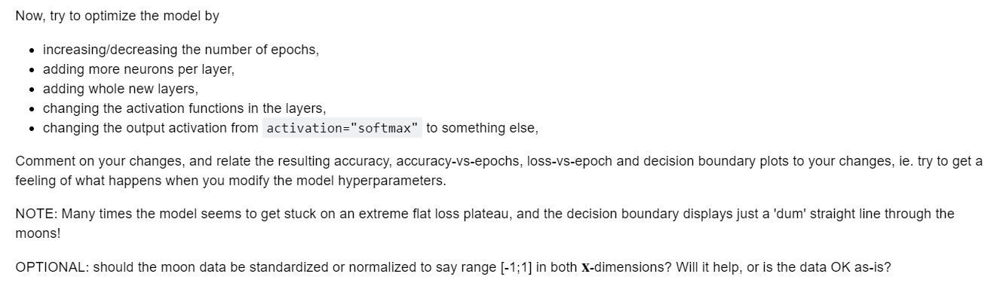 Now, try to optimize the model by
• increasing/decreasing the number of epochs,
• adding more neurons per layer,
• adding whole new layers,
• changing the activation functions in the layers,
• changing the output activation from activation="softmax" to something else,
Comment on your changes, and relate the resulting accuracy, accuracy-vs-epochs, loss-vs-epoch and decision boundary plots to your changes, ie. try to get a
feeling of what happens when you modify the model hyperparameters.
NOTE: Many times the model seems to get stuck on an extreme flat loss plateau, and the decision boundary displays just a 'dum' straight line through the
moons!
OPTIONAL: should the moon data be standardized or normalized to say range [-1;1] in both x-dimensions? Will it help, or is the data OK as-is?